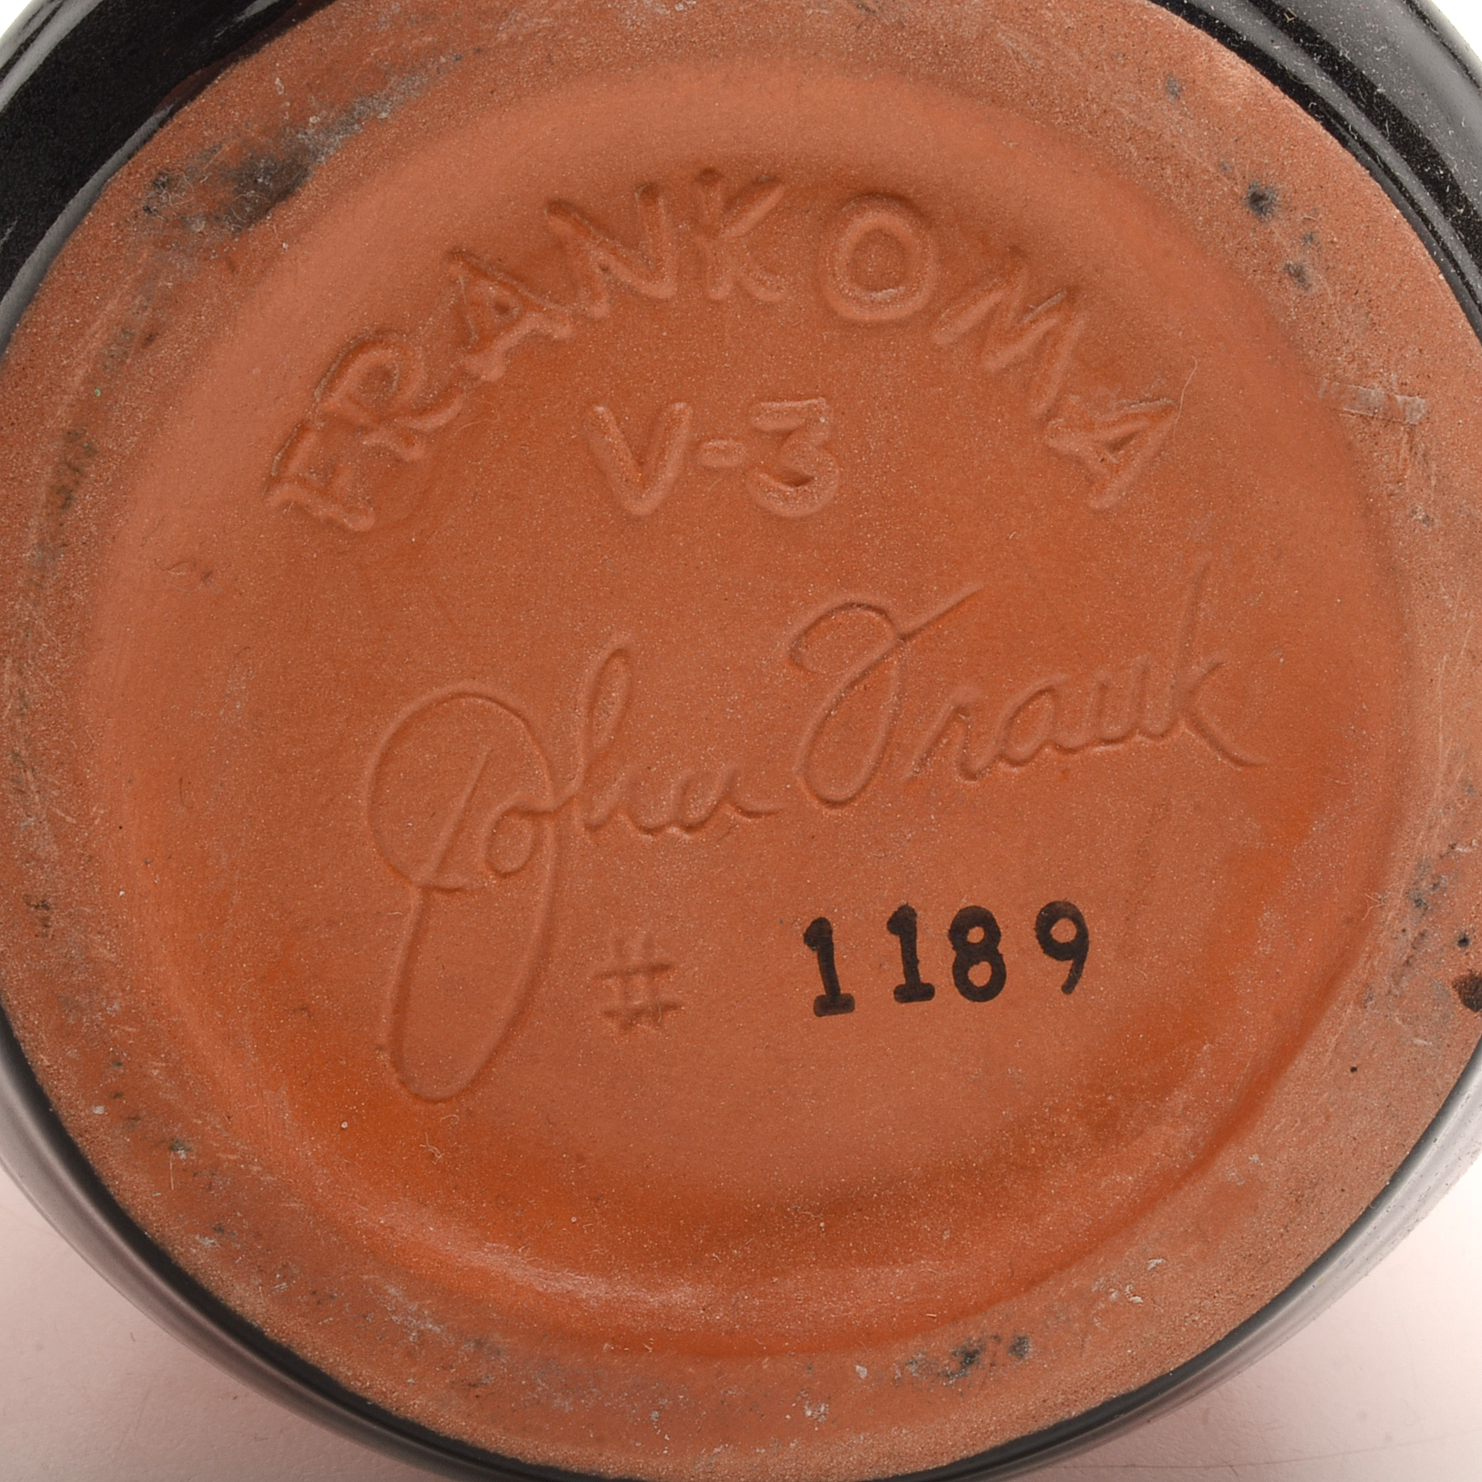 FRANKOMA
V-3
John Frank
# 1189